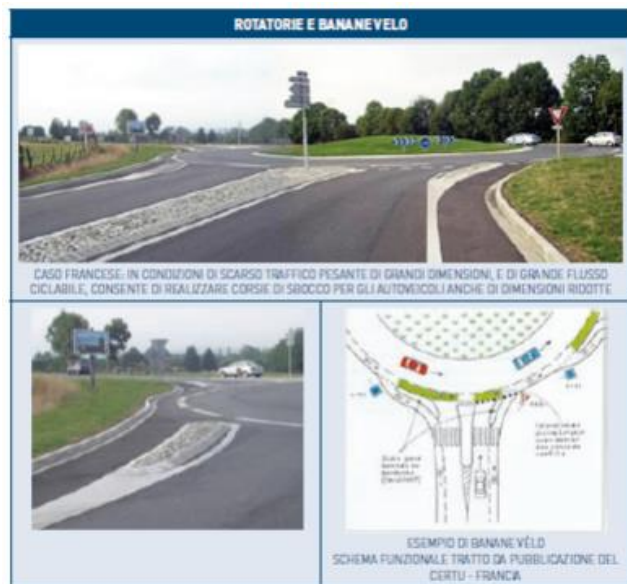 ROTATORIE E BANANEVELO
CASO FRANCESE: IN CONDIZIONI DI SCARSO TRAFFICO PESANTE DI GRANDI DIMENSIONI, E DI GRANDE FLUSSO
CICLABILE, CONSENTE DI REALIZZARE CORSIE DI SBOCCO PER GLI AUTOVEICOLI ANCHE DI DIMENSIONI RIDOTTE
ESEMPIO DI BANANE VÉLO
SCHEMA FUNZIONALE TRATTO DA PUBBLICAZIONE DEL
CERTU - FRANCIA